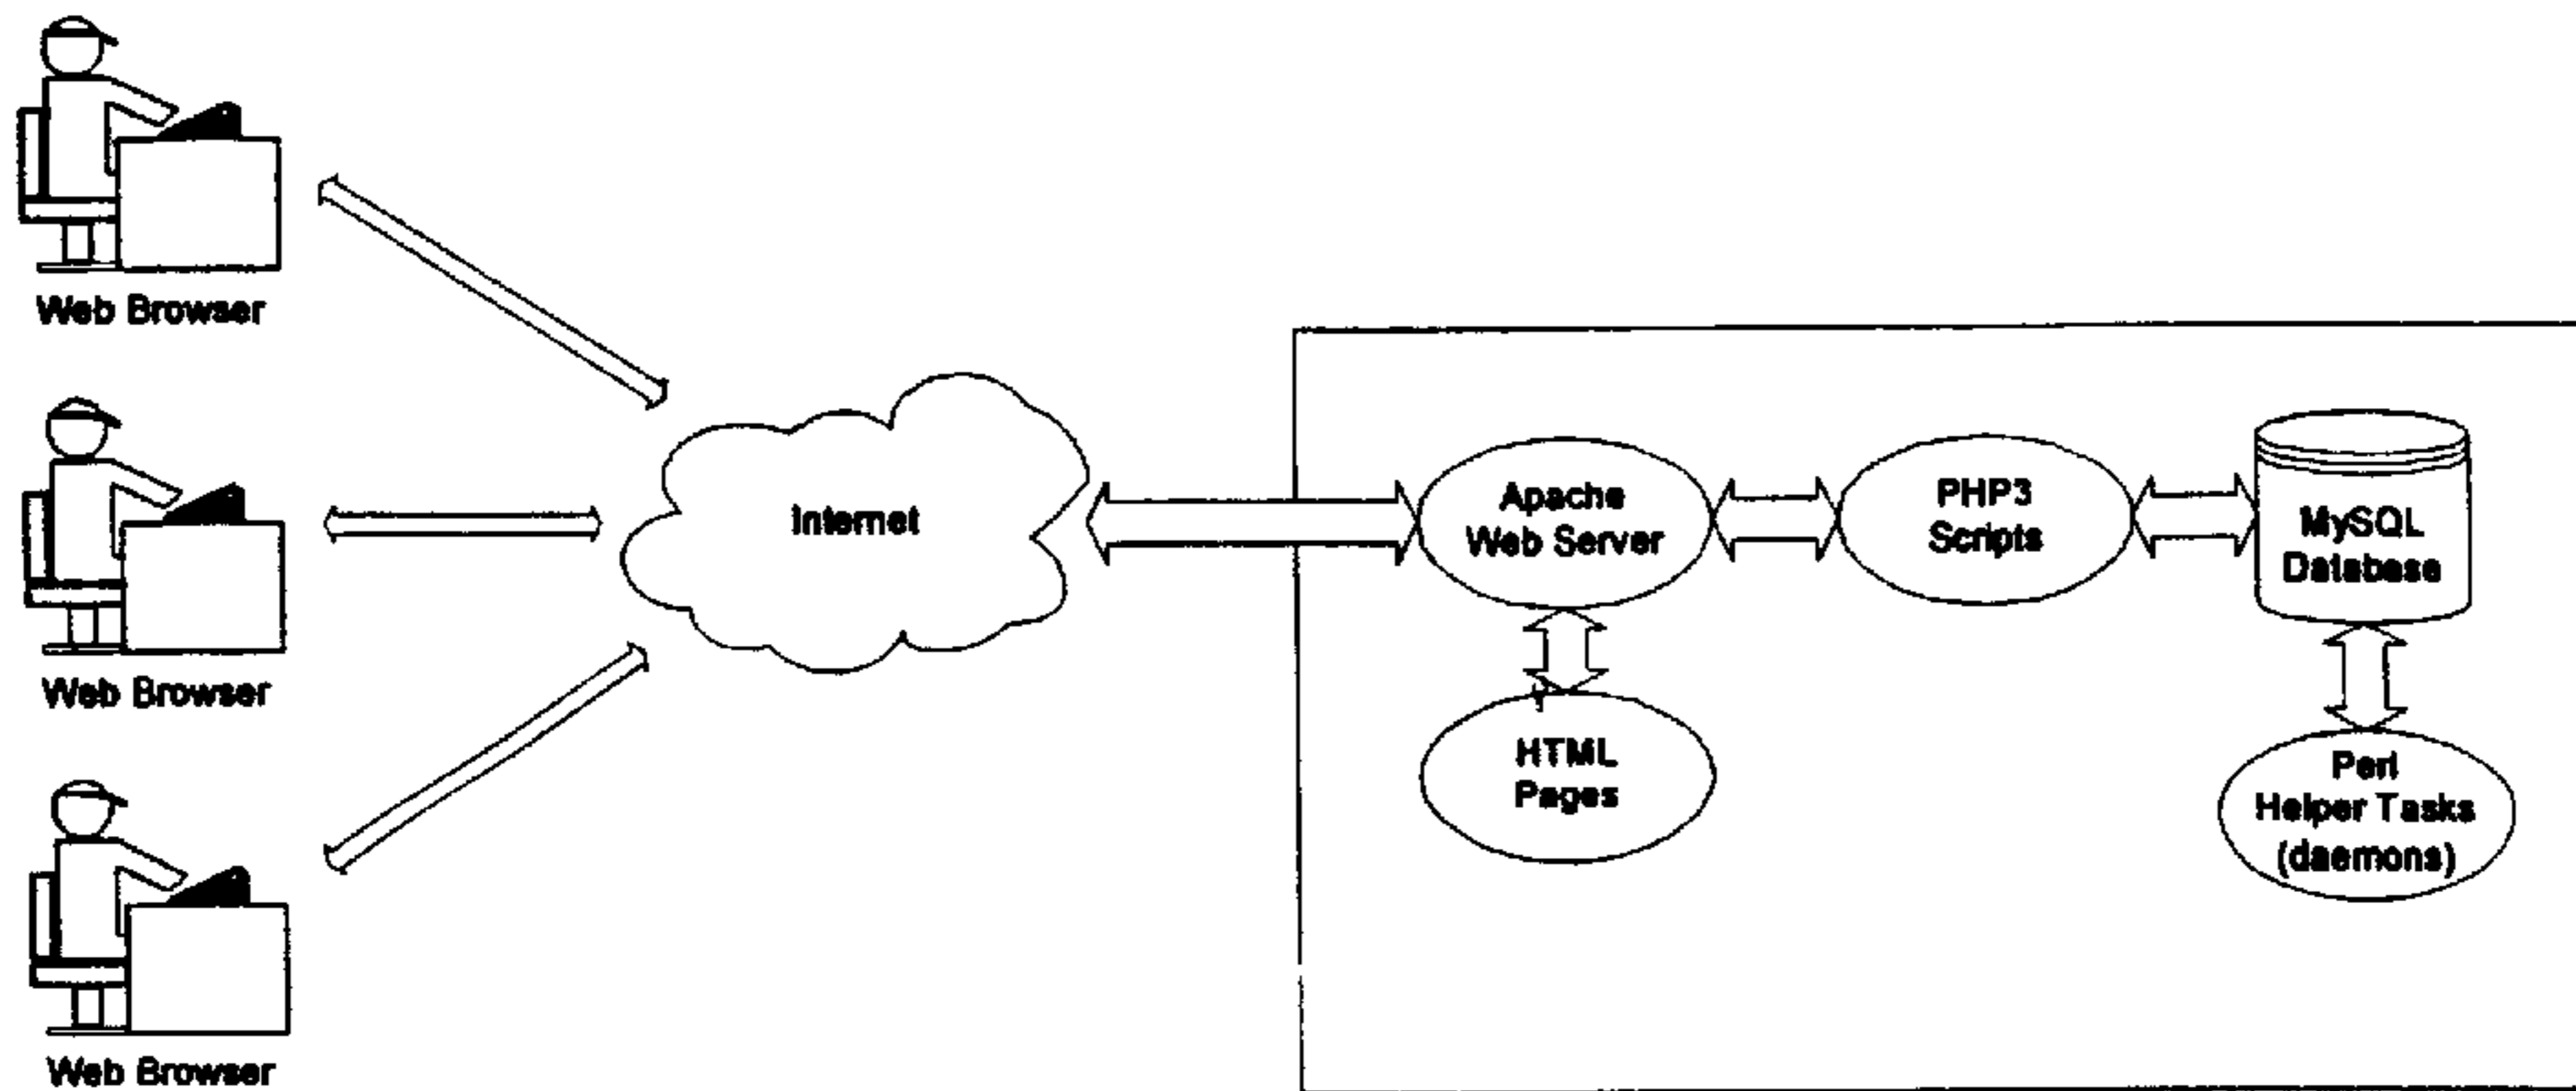 Web Browser
Web Browser
Web Browser
Internet
Apache
Web Server
PHP3
Scripts
MySQL
Database
HTML
Pages
Perl
Helper Tasks
(daemons)